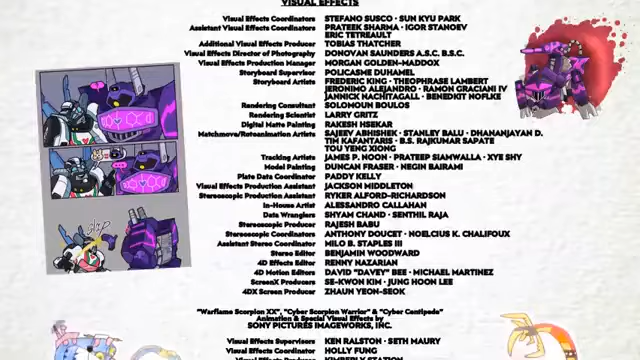 VISUAL EFFECTS
Visual Effects Coordinators STEFANO SUSCO · SUN KYU PARK
Assistant Visual Effects Coordinators PRATEEK SHARMA · IGOR STANOEV
ERIC TETREAULT
Additional Visual Effects Producer TOBIAS THATCHER
Visual Effects Director of Photography DONOVAN SAUNDERS A.S.C. B.S.C.
Visual Effects Production Manager MORGAN GOLDEN-MADDOX
Storyboard Supervisor POLICASME DUHAMEL
Storyboard Artists FREDERIC KING · THEOPHRASE LAMBERT
JERONIMO ALEJANDRO · RAMON GRACIANI IV
JANNICK NACHITAGALL · BENEDKIT NOFLKE
Rendering Consultant SOLOMOUN BOULOS
Rendering Scientist LARRY GRITZ
Digital Matte Painting RAKESH HSEKAR
Matchmove/Rotoanimation Artists SAJEEV ABHISHEK · STANLEY BALU · DHANANJAYAN D.
TIM KAFANTARIS · B.S. RAJKUMAR SAPATE
TOU YENG XIONG
Tracking Artists JAMES P. NOON · PRATEEP SIAMWALLA · XYE SHY
Model Painting DUNCAN FRASER · NEGIN BAIRAMI
Plate Data Coordinator PADDY KELLY
Visual Effects Production Assistant JACKSON MIDDLETON
Stereoscopic Production Assistant RYKER ALFORD-RICHARDSON
In-House Artist ALESSANDRO CALLAHAN
Data Wranglers SHYAM CHAND · SENTHIL RAJA
Stereoscopic Producer RAJESH BABU
Stereoscopic Coordinators ANTHONY DOUCET · NOELCIUS K. CHALIFOUX
Assistant Stereo Coordinator MILO B. STAPLES III
Stereo Editor BENJAMIN WOODWARD
4D Effects Editor RENNY NAZARIAN
4D Motion Editors DAVID "DAVEY" BEE · MICHAEL MARTINEZ
ScreenX Producers SE-KWON KIM · JUNG HOON LEE
4DX Screen Producer ZHAUN YEON-SEOK
"Warflame Scorpion XX", "Cyber Scorpion Warrior" & "Cyber Centipede"
Animation & Special Visual Effects by
SONY PICTURES IMAGEWORKS, INC.
Visual Effects Supervisors KEN RALSTON · SETH MAURY
Visual Effects Coordinator HOLLY FUNG